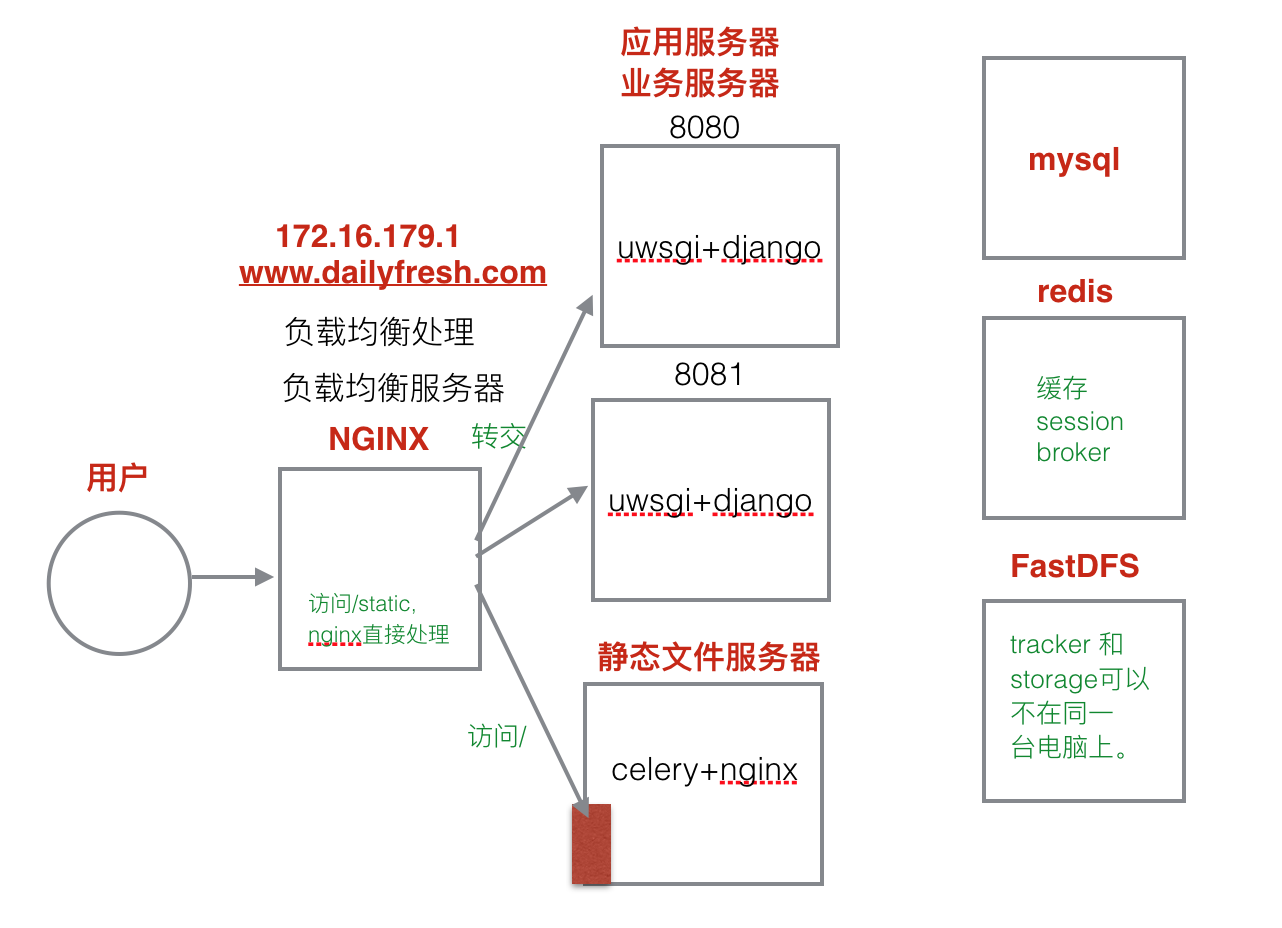 应用服务器
业务服务器
8080
uwsgi+django
172.16.179.1
www.dailyfresh.com
负载均衡处理
负载均衡服务器
NGINX
转交
用户
访问/static,
nginx直接处理
8081
uwsgi+django
静态文件服务器
访问/
celery+nginx
mysql
redis
缓存
session
broker
FastDFS
tracker 和
storage可以
不在同一
台电脑上。